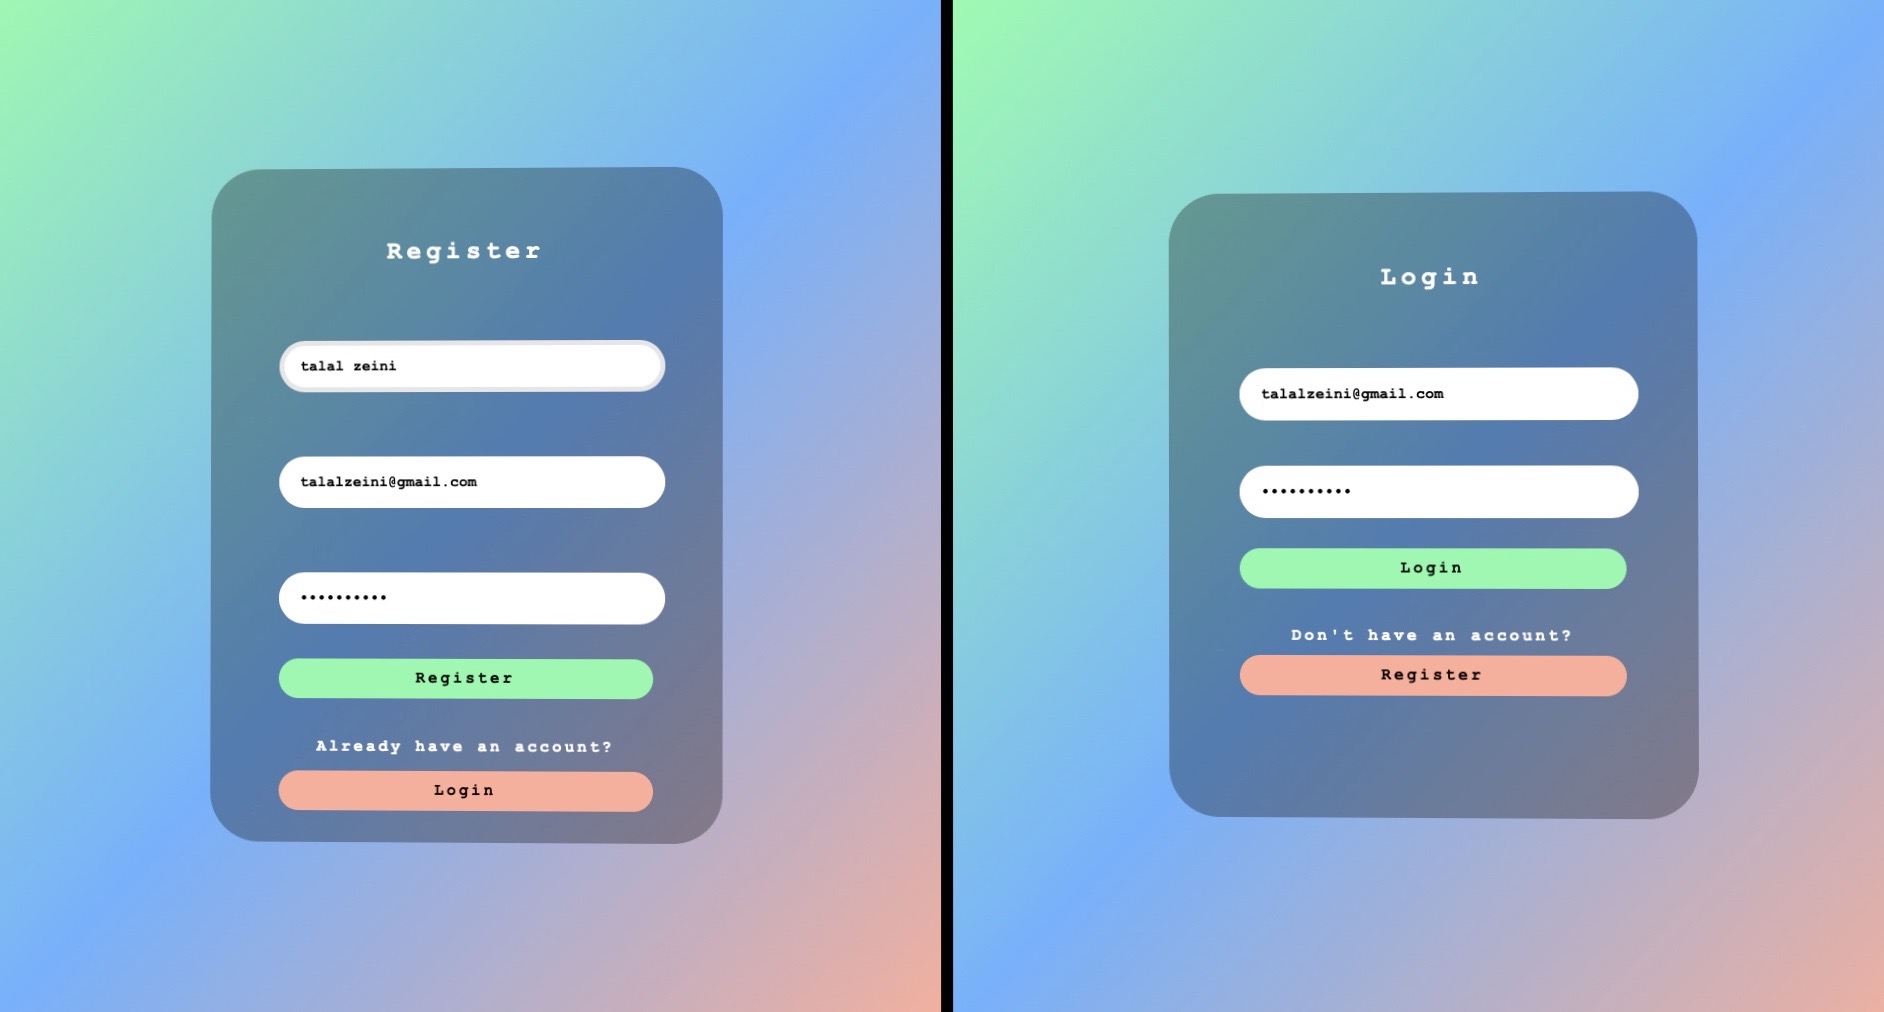 Register
talal zeini
talalzeini@gmail.com
••••••••••
Register
Already have an account?
Login
Login
talalzeini@gmail.com
••••••••••
Login
Don't have an account?
Register